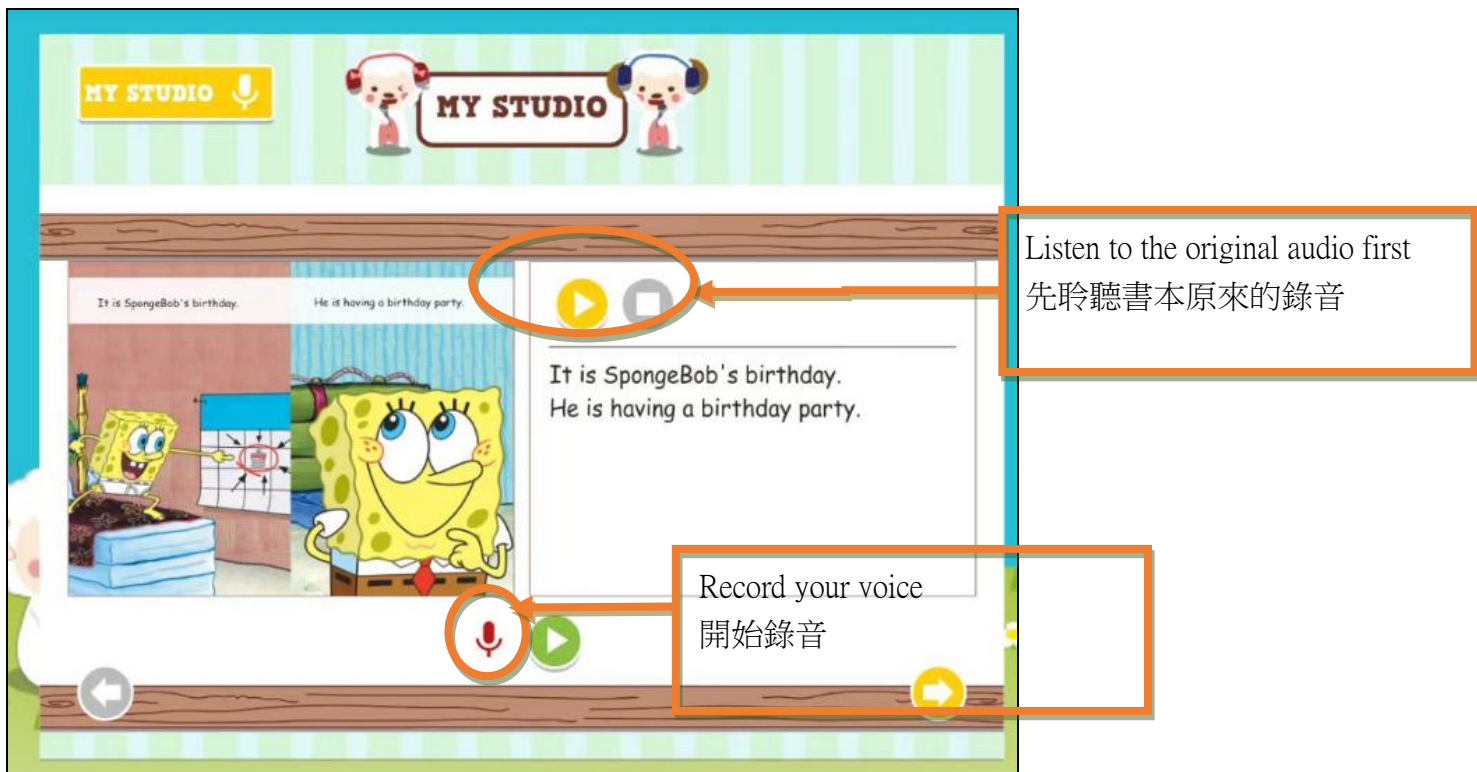 MY STUDIO
MY STUDIO
It is SpongeBob's birthday.
He is having a birthday party.
It is SpongeBob's birthday.
He is having a birthday party.
Listen to the original audio first
先聆聽書本原來的錄音
Record your voice
開始錄音